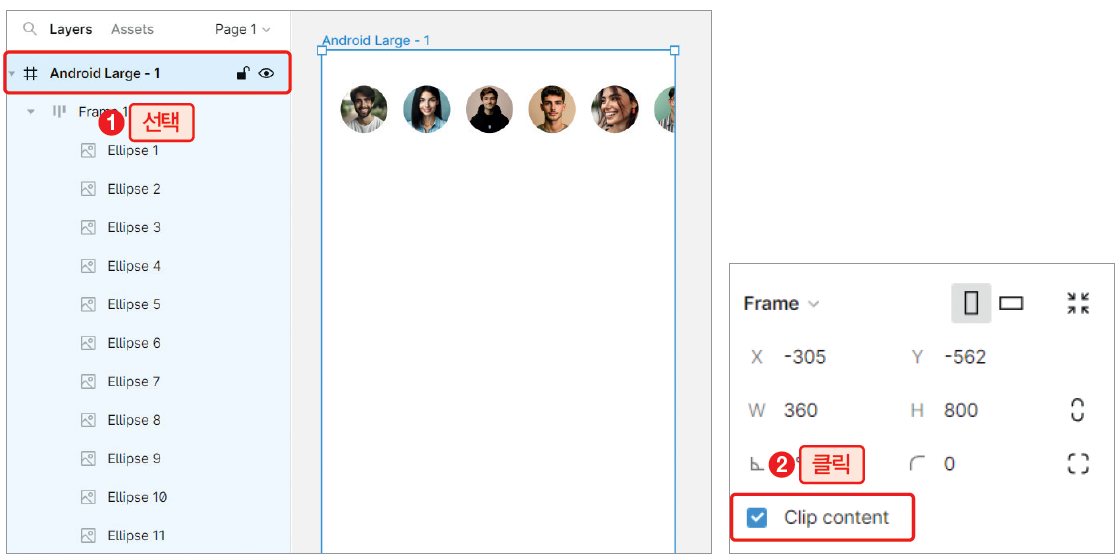 Layers Assets Page 1
Android Large - 1
Android Large - 1
Frame 1
1 선택
Ellipse 1
Ellipse 2
Ellipse 3
Ellipse 4
Ellipse 5
Ellipse 6
Ellipse 7
Ellipse 8
Ellipse 9
Ellipse 10
Ellipse 11
Frame
X -305 Y -562
W 360 H 800
2 클릭 0
Clip content